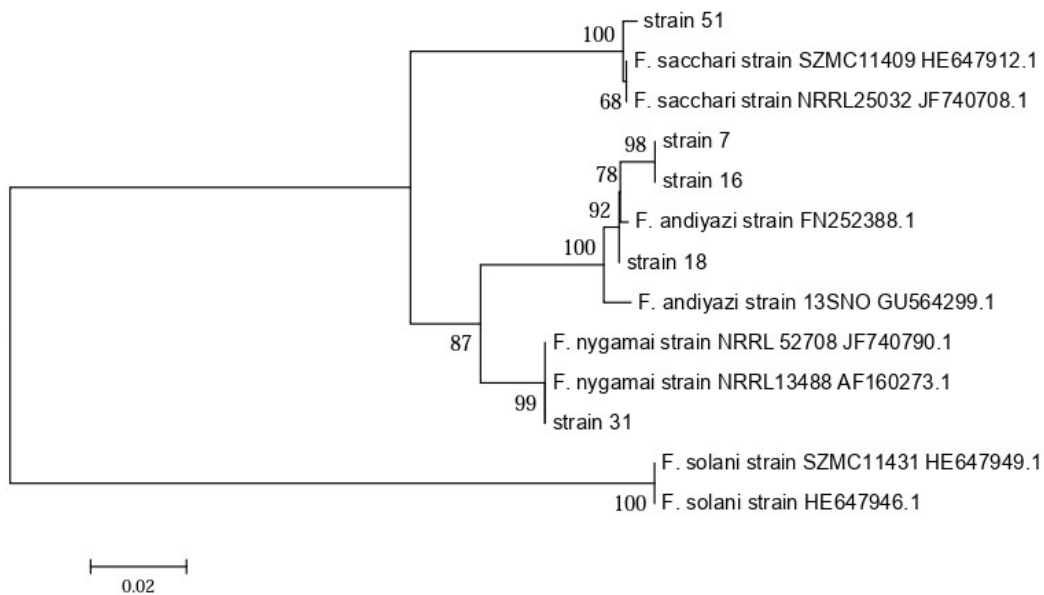 strain 51
100
F. sacchari strain SZMC11409 HE647912.1
68
F. sacchari strain NRRL25032 JF740708.1
98
strain 7
78
strain 16
92
F. andiyazi strain FN252388.1
100
strain 18
F. andiyazi strain 13SNO GU564299.1
87
F. nygamai strain NRRL 52708 JF740790.1
F. nygamai strain NRRL13488 AF160273.1
99
strain 31
F. solani strain SZMC11431 HE647949.1
100
F. solani strain HE647946.1
0.02